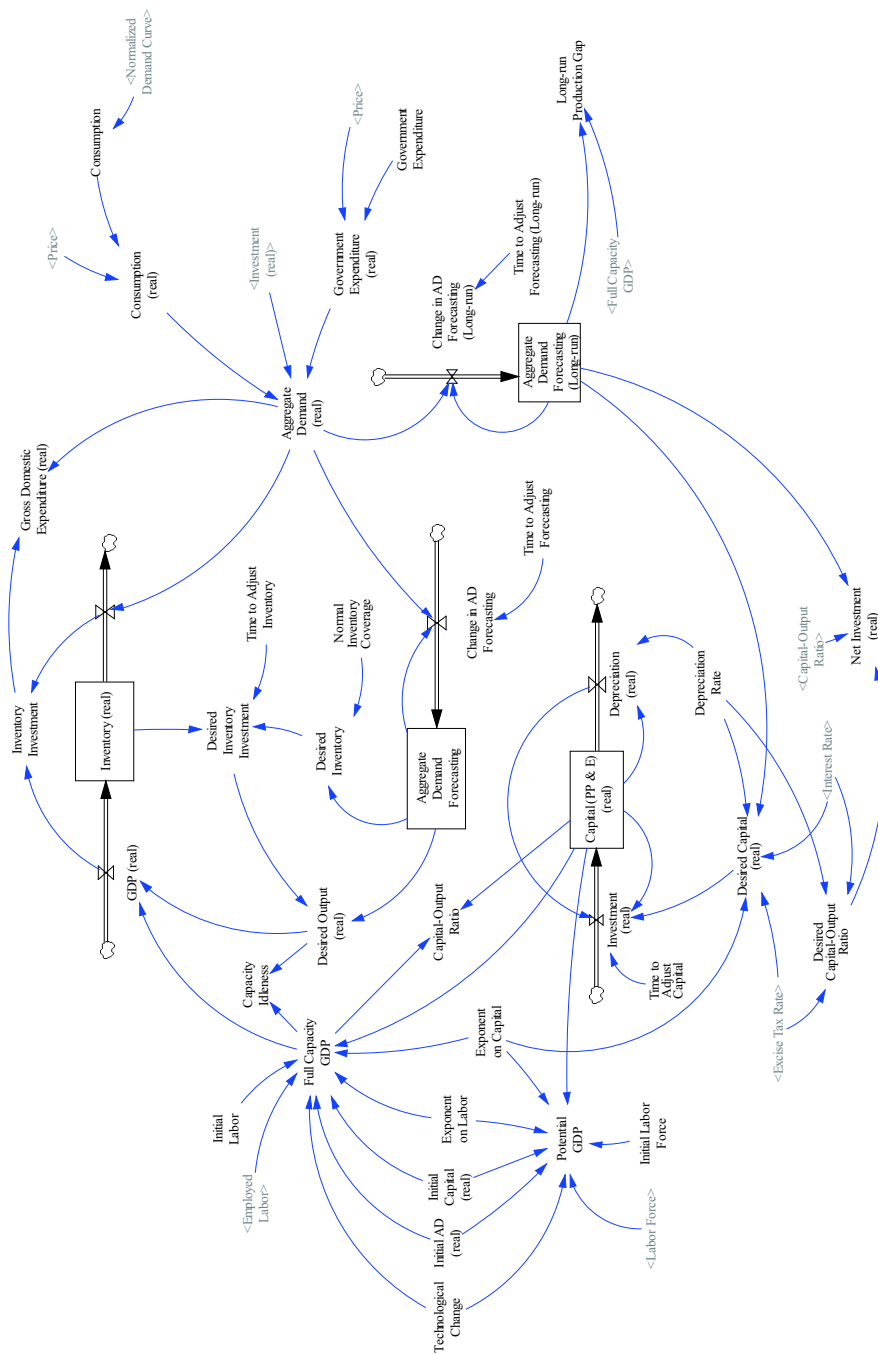 <Price>
Consumption
(real)
Consumption
<Normalized
Demand Curve>
Inventory
Investment
Gross Domestic
Expenditure (real)
GDP (real)
Inventory (real)
Initial
Labor
<Employed
Labor>
Capacity
Idleness
Desired
Inventory
Investment
Time to Adjust
Inventory
<Investment
(real)>
Aggregate
Demand
(real)
Full Capacity
GDP
Desired Output
(real)
Desired
Inventory
Normal
Inventory
Coverage
Government
Expenditure
(real)
<Price>
Government
Expenditure
Technological
Change
Initial AD
(real)
Initial
Capital
(real)
Exponent
on Labor
Exponent
on Capital
Capital-Output
Ratio
Aggregate
Demand
Forecasting
Change in AD
Forecasting
Time to Adjust
Forecasting
Change in AD
Forecasting
(Long-run)
Time to Adjust
Forecasting (Long-run)
Aggregate
Demand
Forecasting
(Long-run)
Long-run
Production Gap
<Full Capacity
GDP>
Potential
GDP
Initial Labor
Force
<Labor Force>
Investment
(real)
Time to
Adjust
Capital
Capital (PP & E)
(real)
Depreciation
(real)
Depreciation
Rate
Desired Capital
(real)
<Excise Tax Rate>
Desired
Capital-Output
Ratio
<Interest Rate>
<Capital-Output
Ratio>
Net Investment
(real)